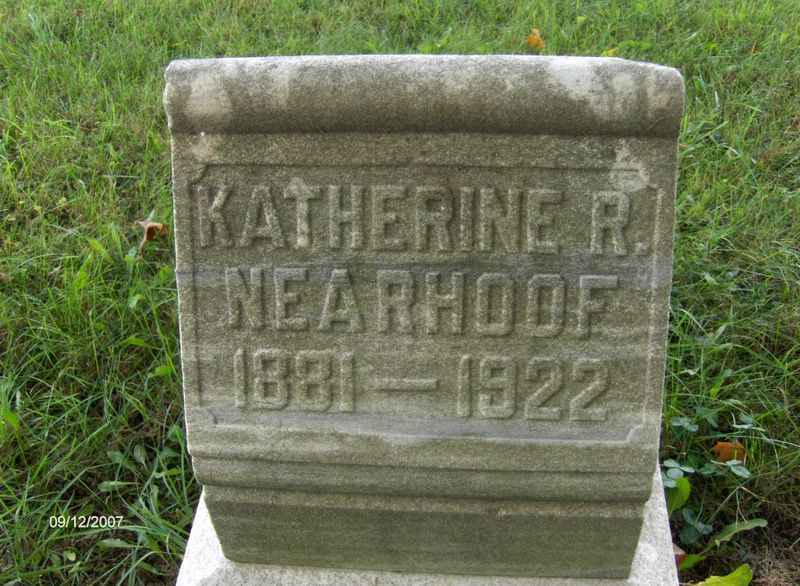 KATHERINE R.
NEARHOOF
1881 — 1922
09/12/2007